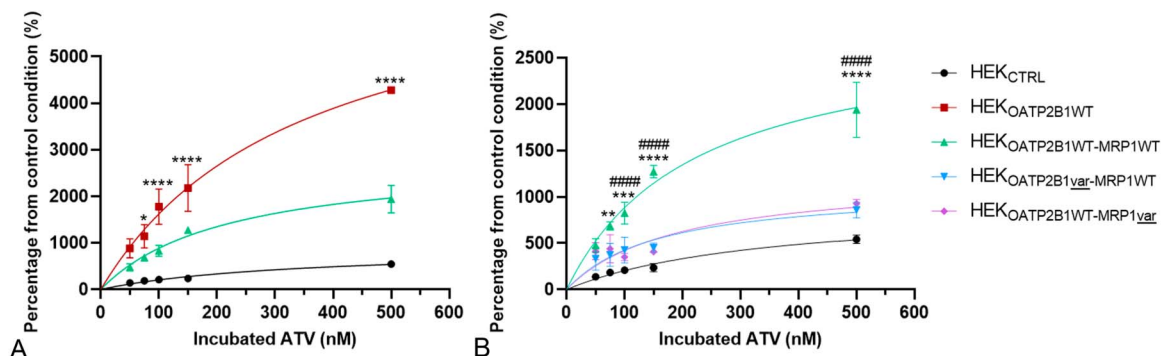 Percentage from control condition (%)
5000
4000
3000
2000
1000
0
****
****
****
*
0 100 200 300 400 500 600
Incubated ATV (nM)
A
Percentage from control condition (%)
2500
2000
1500
1000
500
0
####
****
####
****
####
***
**
0 100 200 300 400 500 600
Incubated ATV (nM)
B
HEKCTRL
HEKOATP2B1WT
HEKOATP2B1WT-MRP1WT
HEKOATP2B1var-MRP1WT
HEKOATP2B1WT-MRP1var